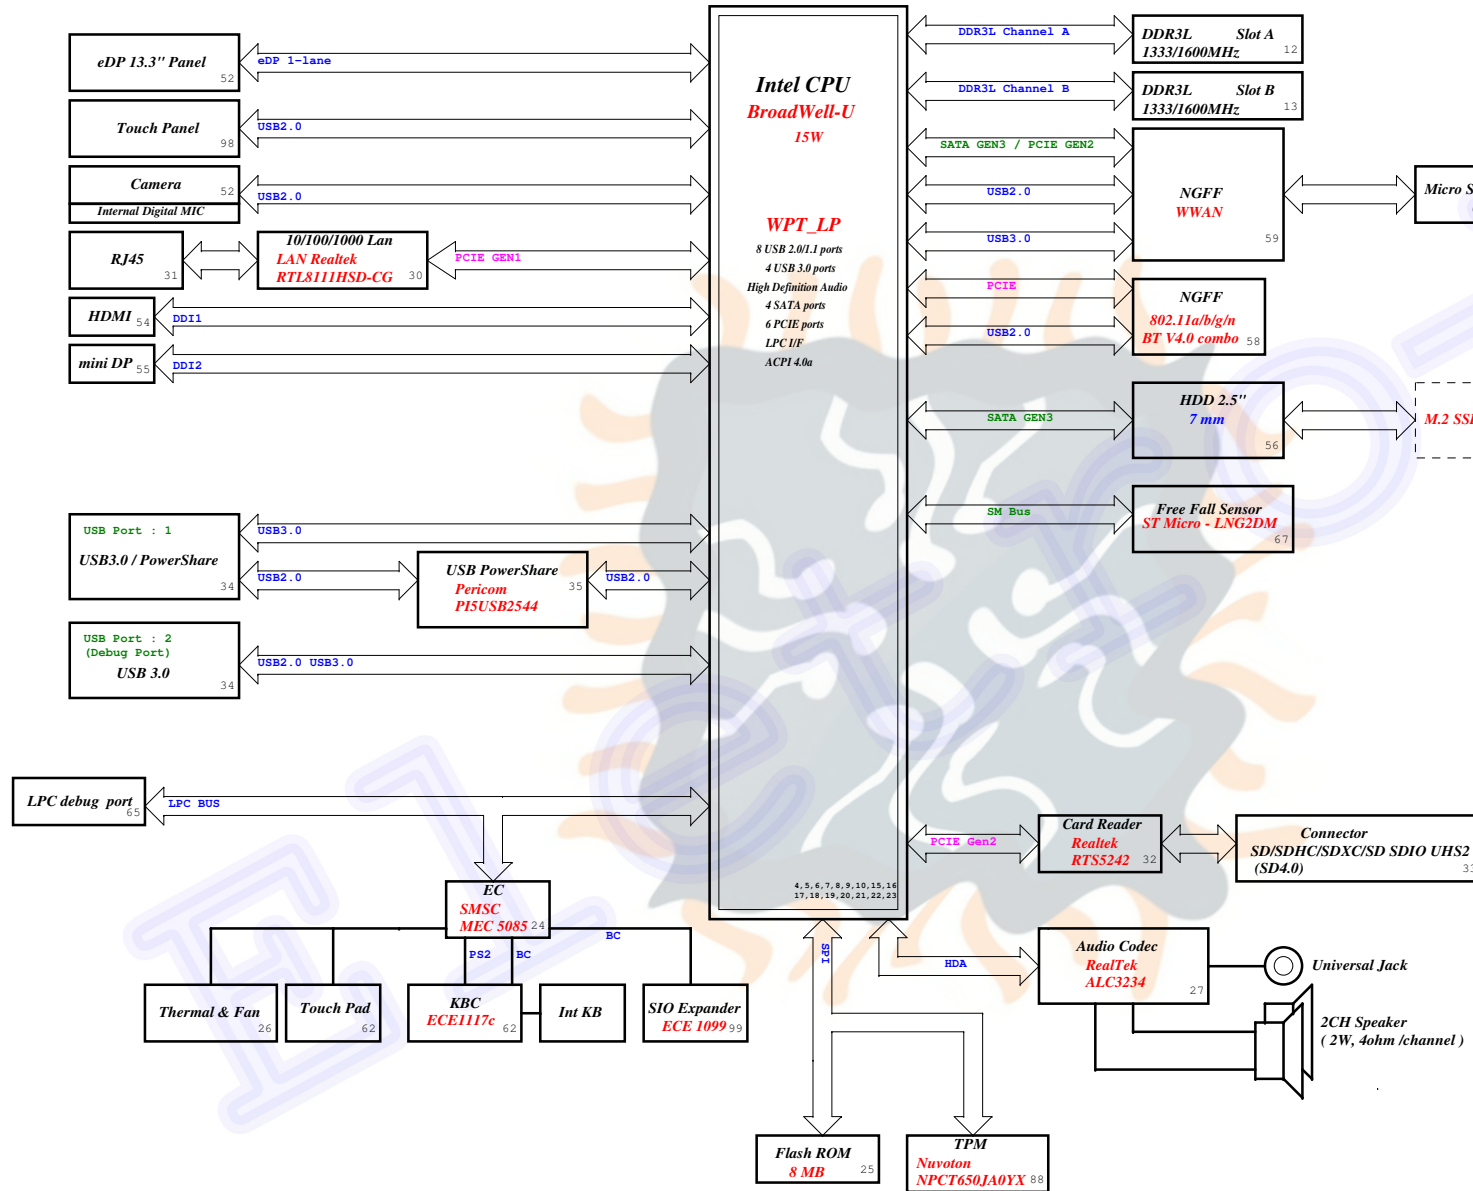 eDP 13.3" Panel
52
eDP 1-lane
Touch Panel
98
USB2.0
Camera
52
Internal Digital MIC
USB2.0
RJ45
31
10/100/1000 Lan
LAN Realtek
RTL8111HSD-CG
30
PCIE GEN1
HDMI
54
DDI1
mini DP
55
DDI2
USB Port : 1
USB3.0 / PowerShare
34
USB3.0
USB2.0
USB PowerShare
Pericom
PI5USB2544
35
USB2.0
USB Port : 2
(Debug Port)
USB 3.0
34
USB2.0 USB3.0
LPC debug port
65
LPC BUS
EC
SMSC
MEC 5085
24
PS2
BC
BC
Thermal & Fan
26
Touch Pad
62
KBC
ECE1117c
62
Int KB
SIO Expander
ECE 1099
99
Intel CPU
BroadWell-U
15W
WPT_LP
8 USB 2.0/1.1 ports
4 USB 3.0 ports
High Definition Audio
4 SATA ports
6 PCIE ports
LPC I/F
ACPI 4.0a
4,5,6,7,8,9,10,15,16
17,18,19,20,21,22,23
DDR3L Channel A
DDR3L Slot A
1333/1600MHz
12
DDR3L Channel B
DDR3L Slot B
1333/1600MHz
13
SATA GEN3 / PCIE GEN2
USB2.0
USB3.0
NGFF
WWAN
59
Micro S
PCIE
USB2.0
NGFF
802.11a/b/g/n
BT V4.0 combo
58
SATA GEN3
HDD 2.5"
7 mm
56
M.2 SSD
SM Bus
Free Fall Sensor
ST Micro - LNG2DM
67
PCIE Gen2
Card Reader
Realtek
RTS5242
32
Connector
SD/SDHC/SDXC/SD SDIO UHS2
(SD4.0)
33
SPI
HDA
Audio Codec
RealTek
ALC3234
27
Universal Jack
2CH Speaker
( 2W, 4ohm /channel )
Flash ROM
8 MB
25
TPM
Nuvoton
NPCT650JA0YX
88